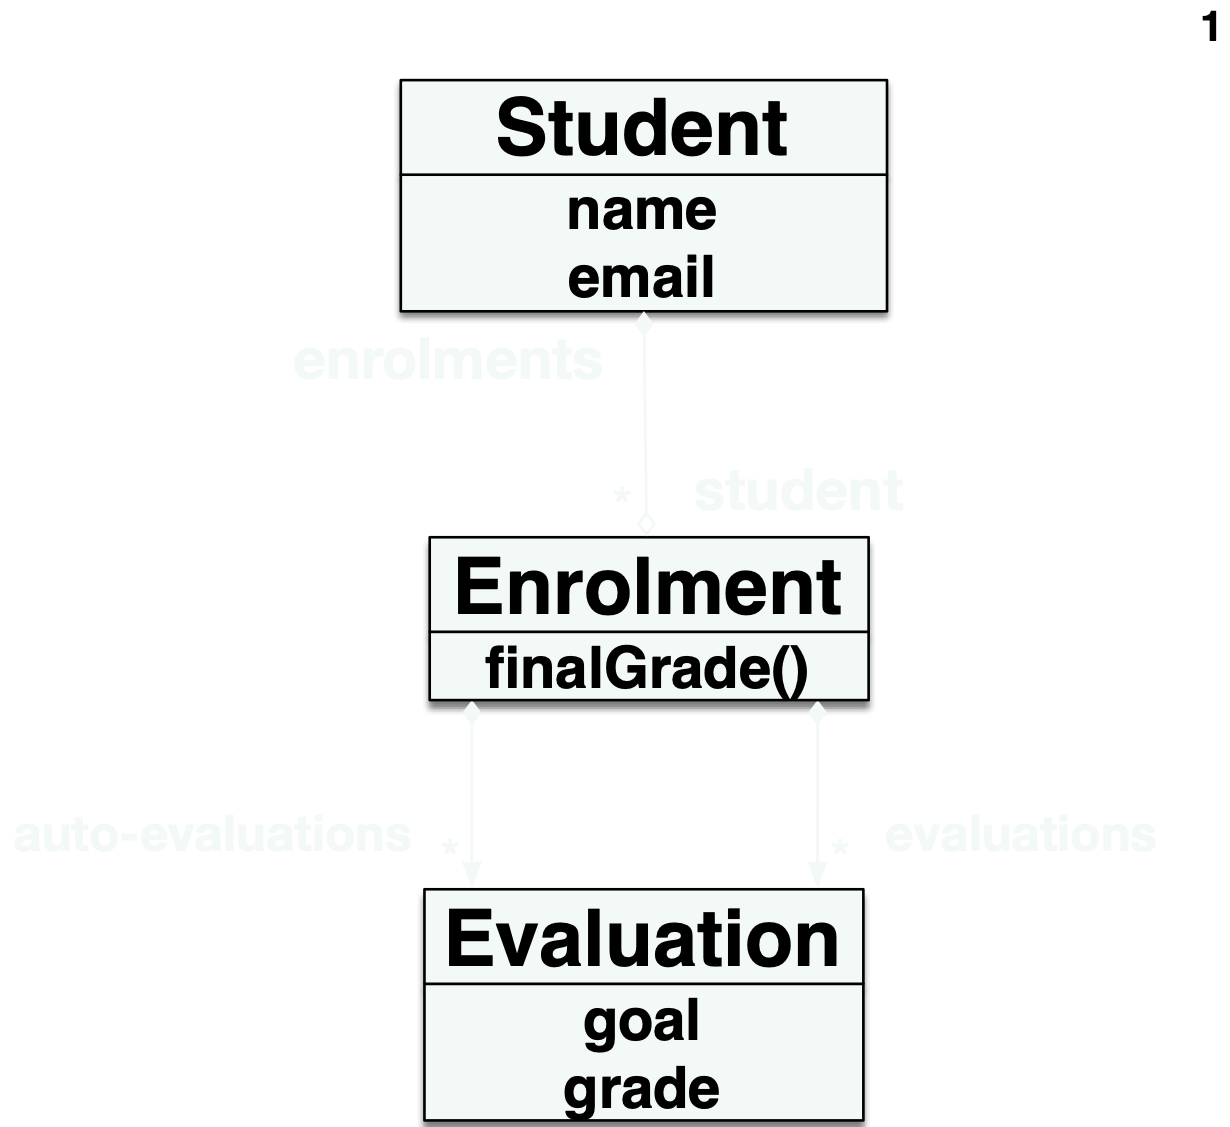 1
Student
name
email
enrolments
* student
Enrolment
finalGrade()
auto-evaluations * * evaluations
Evaluation
goal
grade